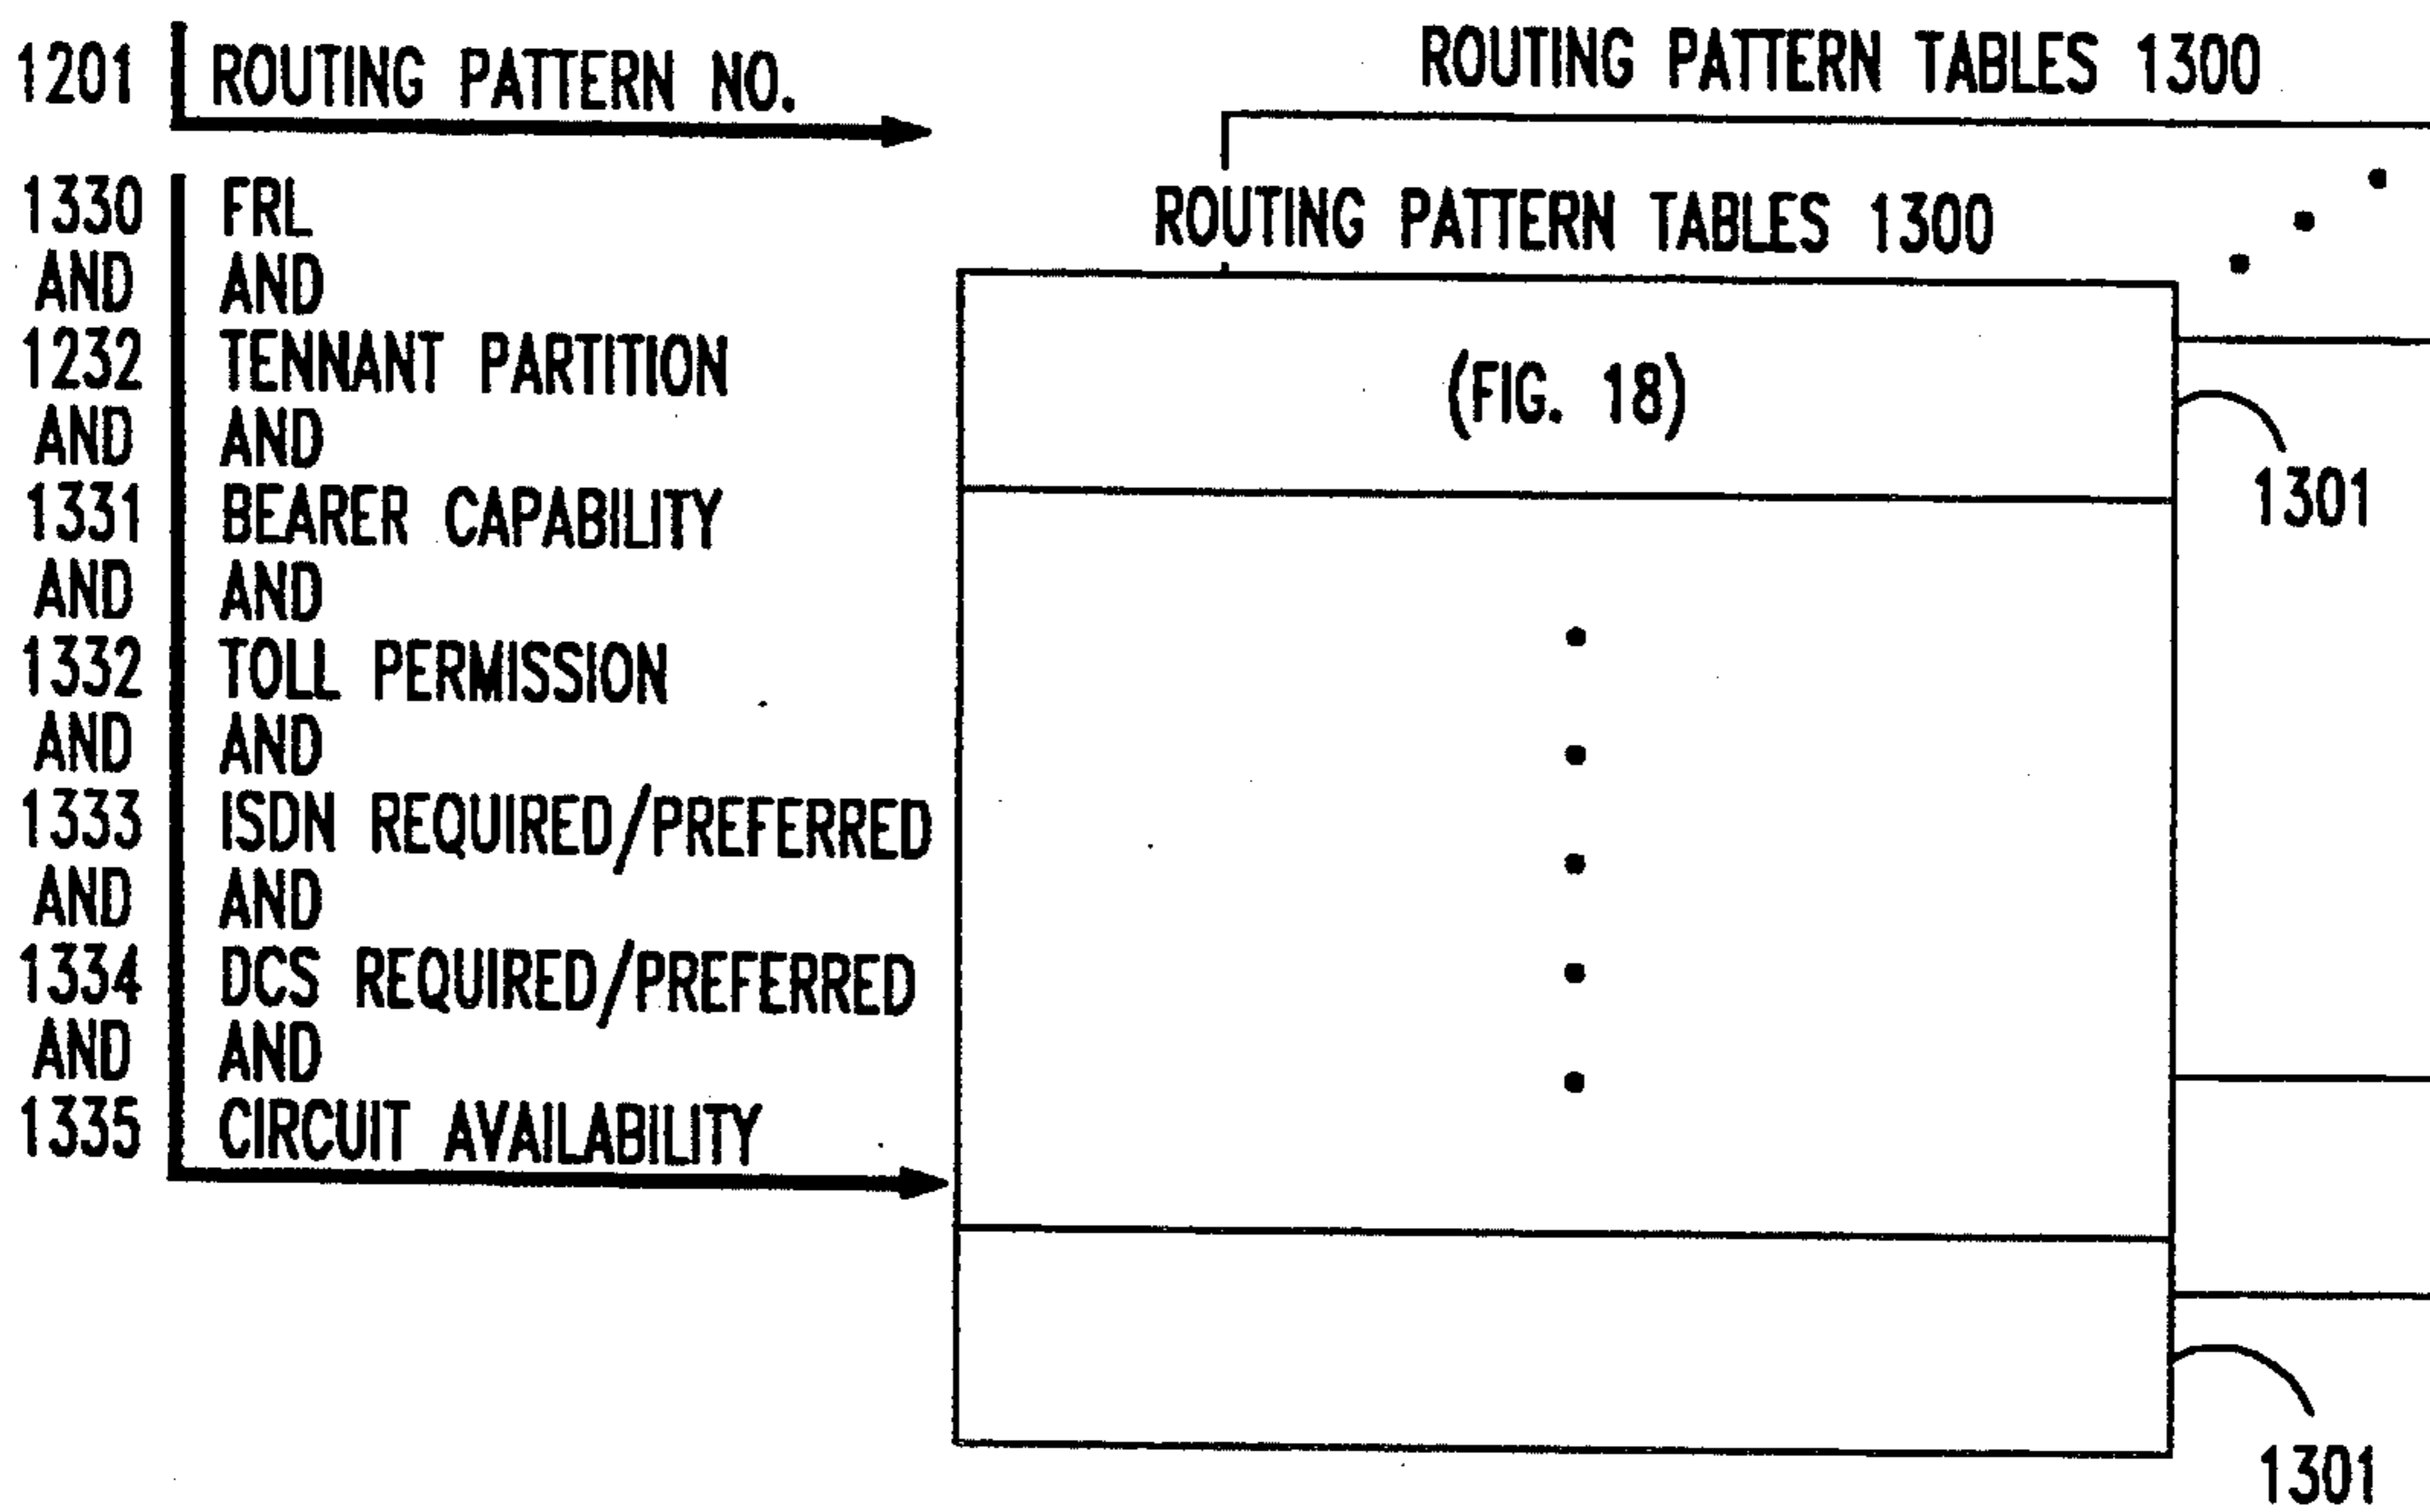 1201 ROUTING PATTERN NO.
ROUTING PATTERN TABLES 1300
1330 FRL
ROUTING PATTERN TABLES 1300
AND AND
1232 TENNANT PARTITION
(FIG. 18)
AND AND
1331 BEARER CAPABILITY
1301
AND AND
1332 TOLL PERMISSION
AND AND
1333 ISDN REQUIRED/PREFERRED
AND AND
1334 DCS REQUIRED/PREFERRED
AND AND
1335 CIRCUIT AVAILABILITY
1301